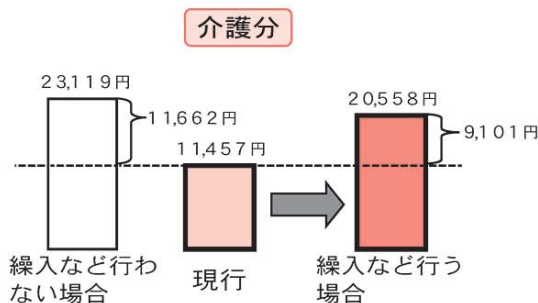 介護分
23,119円
11,662円
11,457円
20,558円
9,101円
繰入など行わ
ない場合
現行
繰入など行う
場合